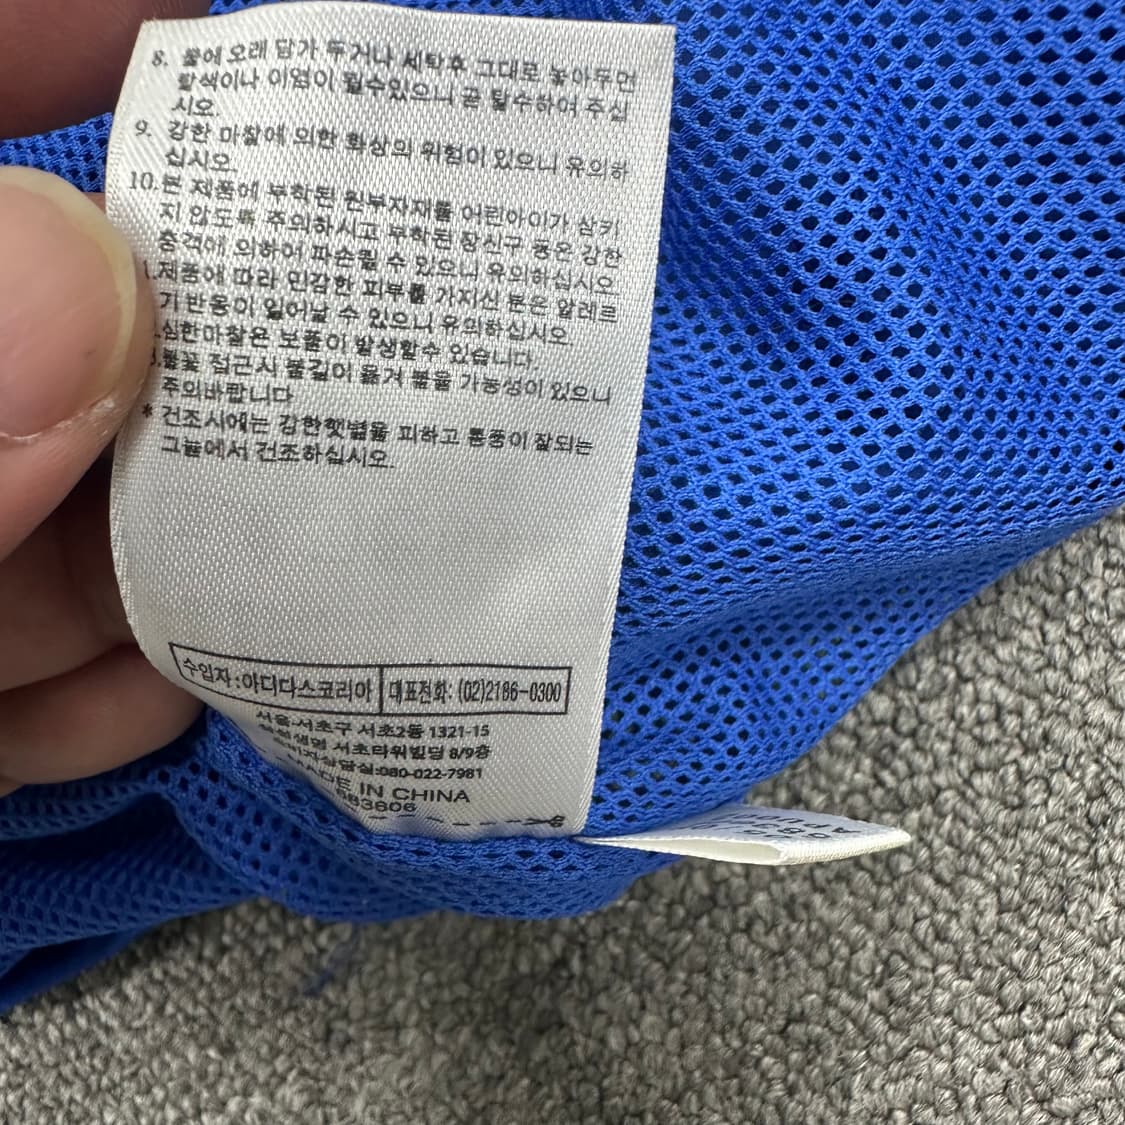 8. 물에 오래 담가 두거나 세탁후 그대로 놓아두면
탈색이나 이염이 될수있으니 곧 탈수하여 주십
시오.
9. 강한 마찰에 의한 화상의 위험이 있으니 유의하
십시오.
10.본 제품에 부착된 원부자재를 어린아이가 삼키
지 않도록 주의하시고 부착된 장신구 등은 강한
충격에 의하여 파손될 수 있으니 유의하십시오.
.제품에 따라 민감한 피부를 가지신 분은 알레르
기 반응이 일어날 수 있으니 유의하십시오.
.심한마찰은 보풀이 발생할수 있습니다.
.불꽃 접근시 불길이 옮겨 붙을 가능성이 있으니
주의바랍니다
* 건조시에는 강한햇볕을 피하고 통풍이 잘되는
그늘에서 건조하십시오.
수입자:아디다스코리아 대표전화: (02)2186-0300
서울.서초구 서초2동 1321-15
서초타워빌딩 8/9층
:080-022-7981
MADE IN CHINA